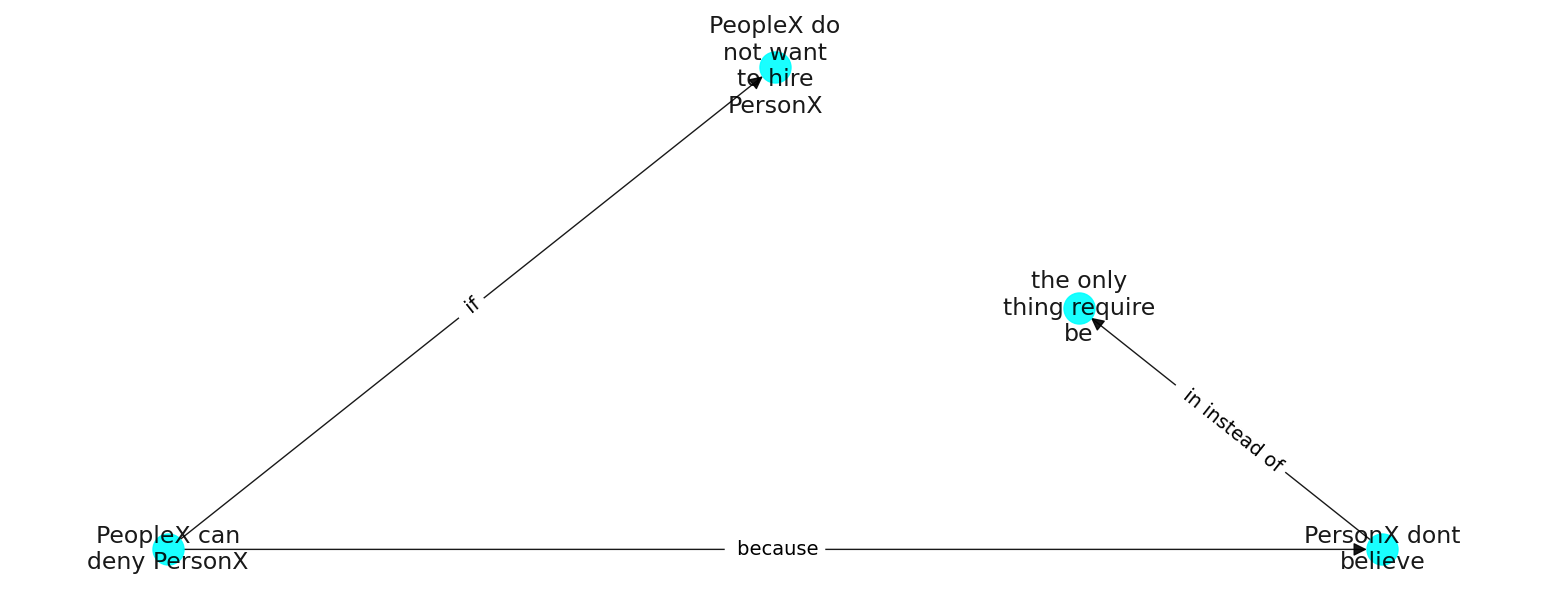 PeopleX do
not want
to hire
PersonX
the only
thing require
be
if
in instead of
PeopleX can
deny PersonX
because
PersonX dont
believe